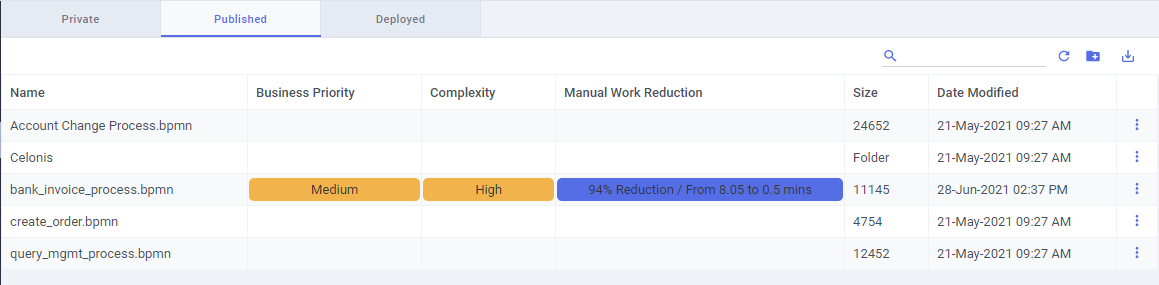 Private Published Deployed
Name Business Priority Complexity Manual Work Reduction Size Date Modified
Account Change Process.bpmn 24652 21-May-2021 09:27 AM
Celonis Folder 21-May-2021 09:27 AM
bank_invoice_process.bpmn Medium High 94% Reduction / From 8.05 to 0.5 mins 11145 28-Jun-2021 02:37 PM
create_order.bpmn 4754 21-May-2021 09:27 AM
query_mgmt_process.bpmn 12452 21-May-2021 09:27 AM